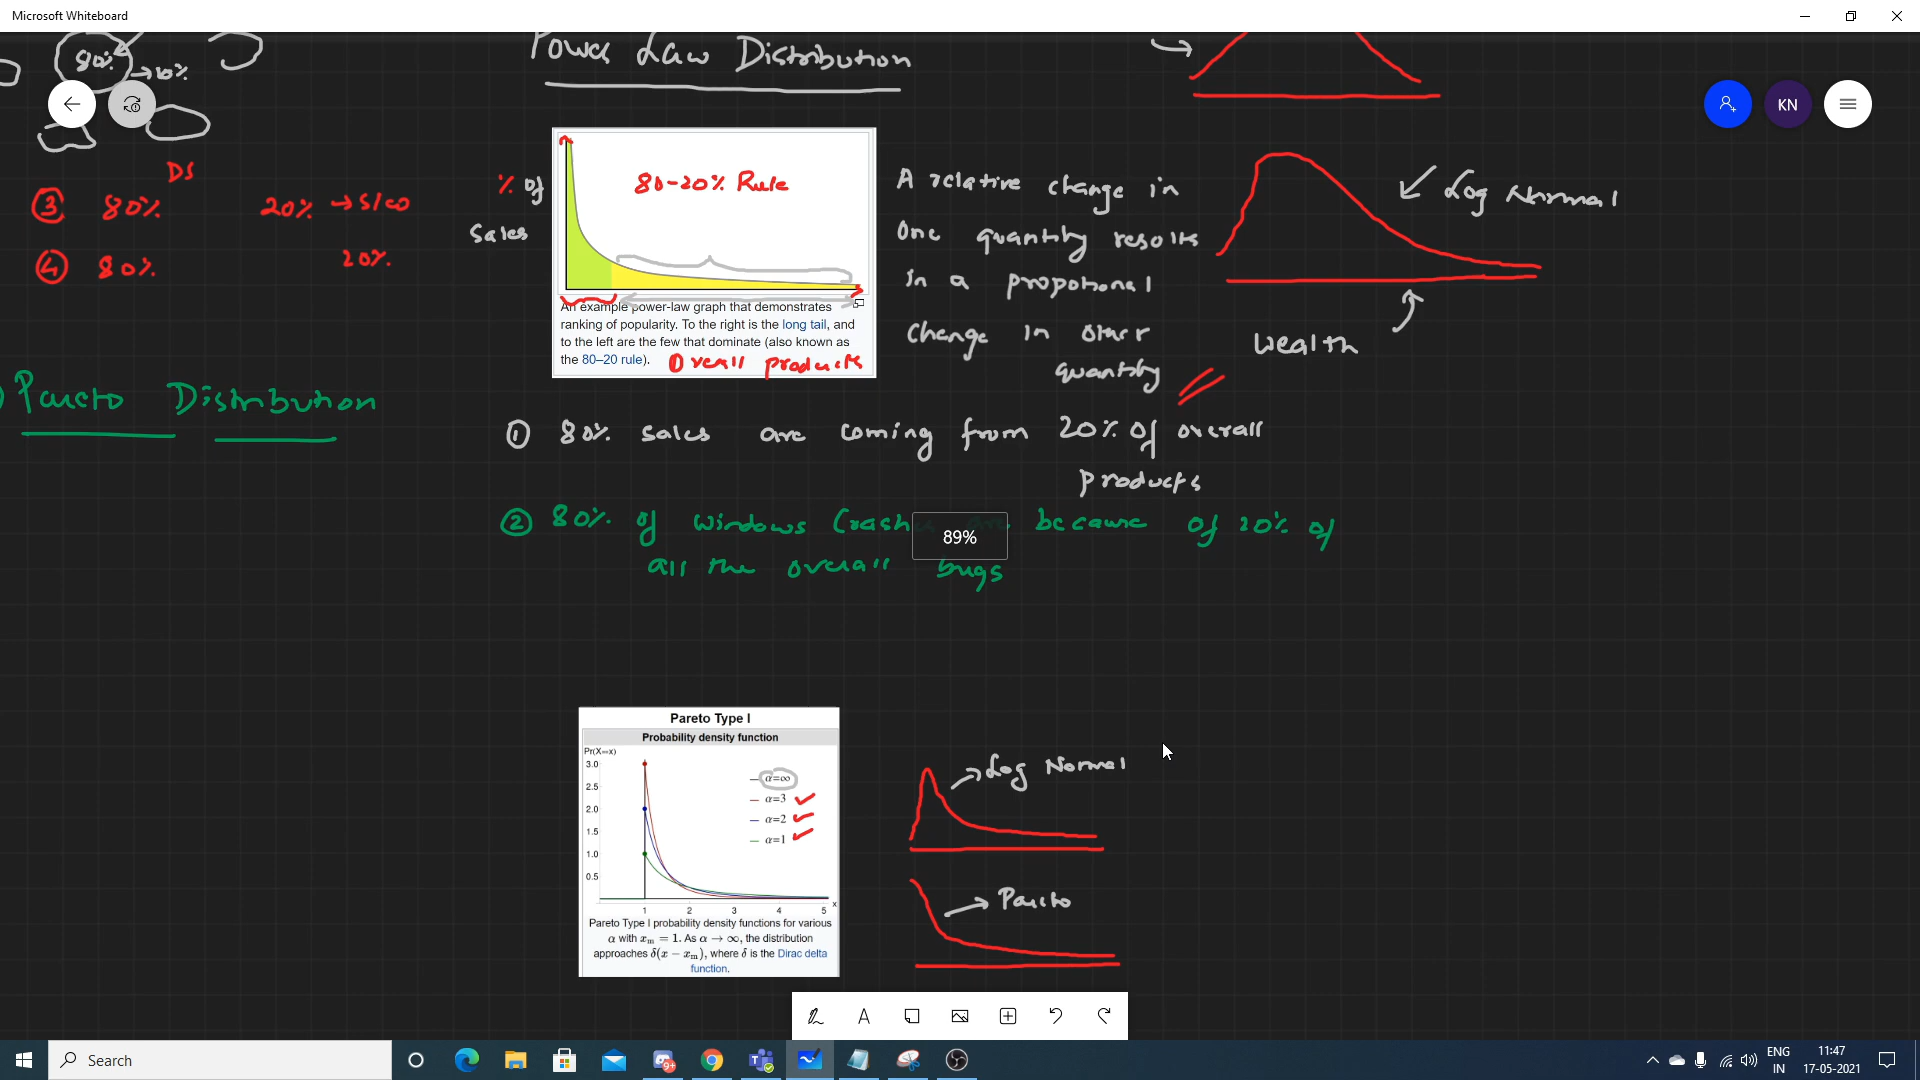 Microsoft Whiteboard
80%
→10%
Power Law Distribution
KN
③ 80% DS 20% → S/CO
④ 80% 20%
% of
Sales
80-20% Rule
An example power-law graph that demonstrates
ranking of popularity. To the right is the long tail, and
to the left are the few that dominate (also known as
the 80–20 rule).
Overall products
A relative change in
One quantity results
in a propotional
change in other
quantity
Log Normal
Wealth
Pareto Distribution
① 80% sales are coming from 20% of overall
products
② 80% of windows Crashes are because of 20% of
all the overall bugs
89%
Pareto Type I
Probability density function
Pr(X=x)
3.0
2.5
2.0
1.5
1.0
0.5
1 2 3 4 5 x
α=∞
α=3
α=2
α=1
Pareto Type I probability density functions for various
α with xₘ = 1. As α → ∞, the distribution
approaches δ(x − xₘ), where δ is the Dirac delta
function.
Log Normal
Pareto
Search
9+
ENG
IN
11:47
17-05-2021